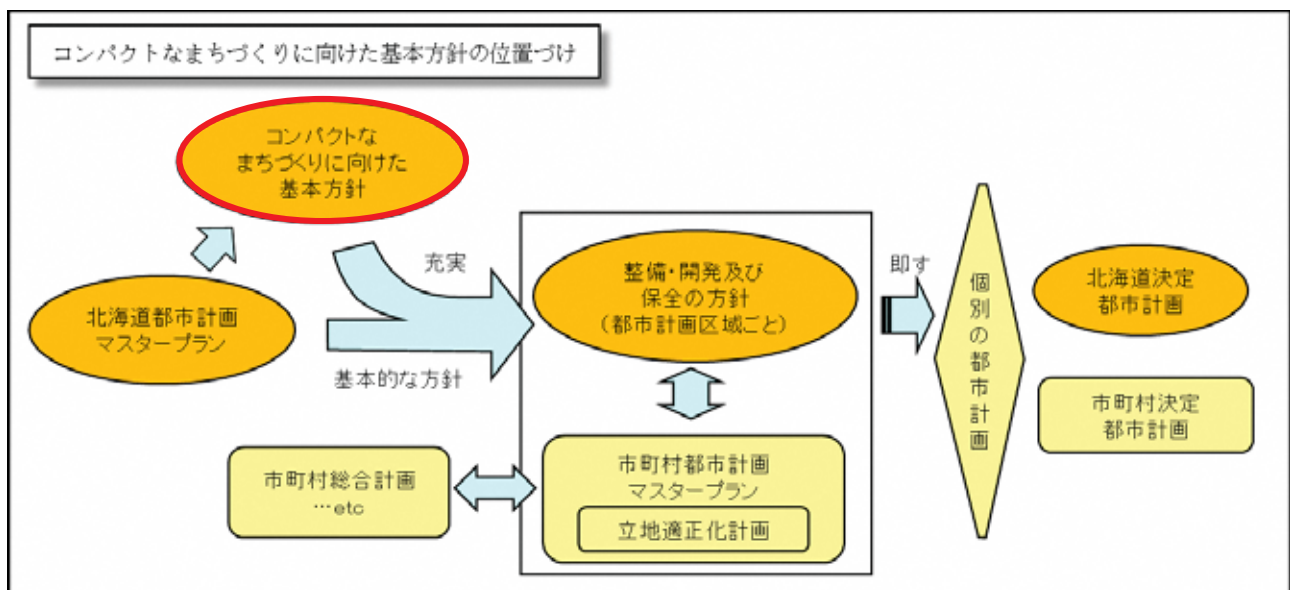 コンパクトなまちづくりに向けた基本方針の位置づけ
コンパクトな
まちづくりに向けた
基本方針
北海道都市計画
マスタープラン
充実
基本的な方針
整備・開発及び
保全の方針
(都市計画区域ごと)
市町村総合計画
…etc
市町村都市計画
マスタープラン
立地適正化計画
即す
個別の都市計画
北海道決定
都市計画
市町村決定
都市計画